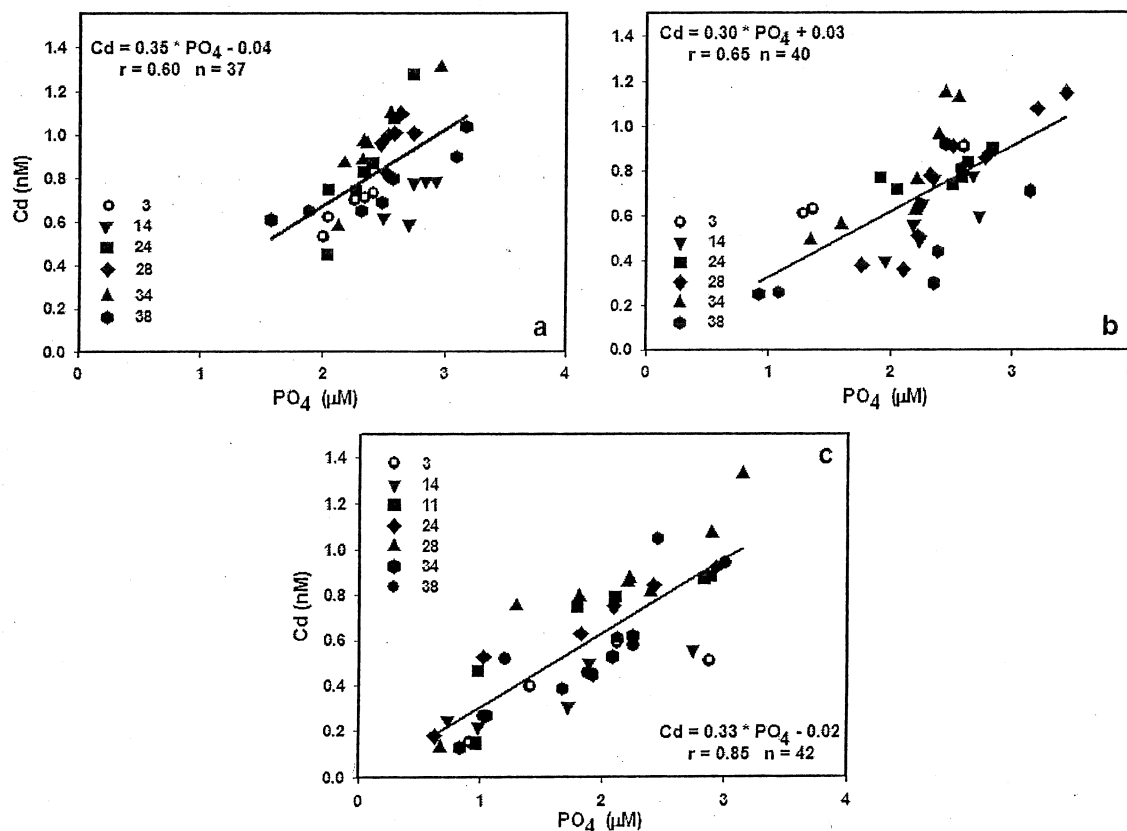 Cd = 0.35 * PO4 - 0.04
r = 0.60 n = 37
1.4
1.2
1.0
0.8
0.6
0.4
0.2
0.0
Cd (nM)
3
14
24
28
34
38
a
0 1 2 3 4
PO4 (µM)
Cd = 0.30 * PO4 + 0.03
r = 0.65 n = 40
1.4
1.2
1.0
0.8
0.6
0.4
0.2
0.0
3
14
24
28
34
38
b
1 2 3
PO4 (µM)
c
1.4
1.2
1.0
0.8
0.6
0.4
0.2
0.0
Cd (nM)
3
14
11
24
28
34
38
Cd = 0.33 * PO4 - 0.02
r = 0.85 n = 42
0 1 2 3 4
PO4 (µM)